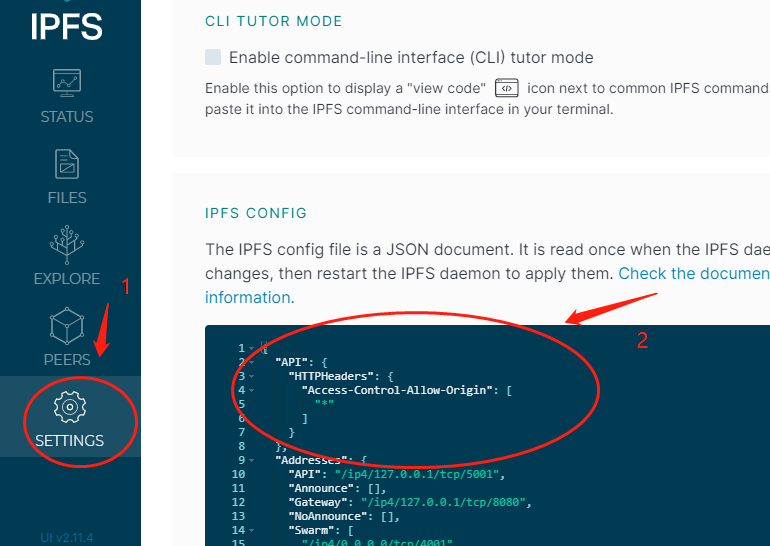 IPFS
STATUS
FILES
EXPLORE
1
PEERS
SETTINGS
UI v2.11.4
CLI TUTOR MODE
Enable command-line interface (CLI) tutor mode
Enable this option to display a "view code" </> icon next to common IPFS command
paste it into the IPFS command-line interface in your terminal.
IPFS CONFIG
The IPFS config file is a JSON document. It is read once when the IPFS dae
changes, then restart the IPFS daemon to apply them. Check the documen
information.
2
1 {
2 "API": {
3 "HTTPHeaders": {
4 "Access-Control-Allow-Origin": [
5 "*"
6 ]
7 }
8 },
9 "Addresses": {
10 "API": "/ip4/127.0.0.1/tcp/5001",
11 "Announce": [],
12 "Gateway": "/ip4/127.0.0.1/tcp/8080",
13 "NoAnnounce": [],
14 "Swarm": [
15 "/ip4/0.0.0.0/tcp/4001"